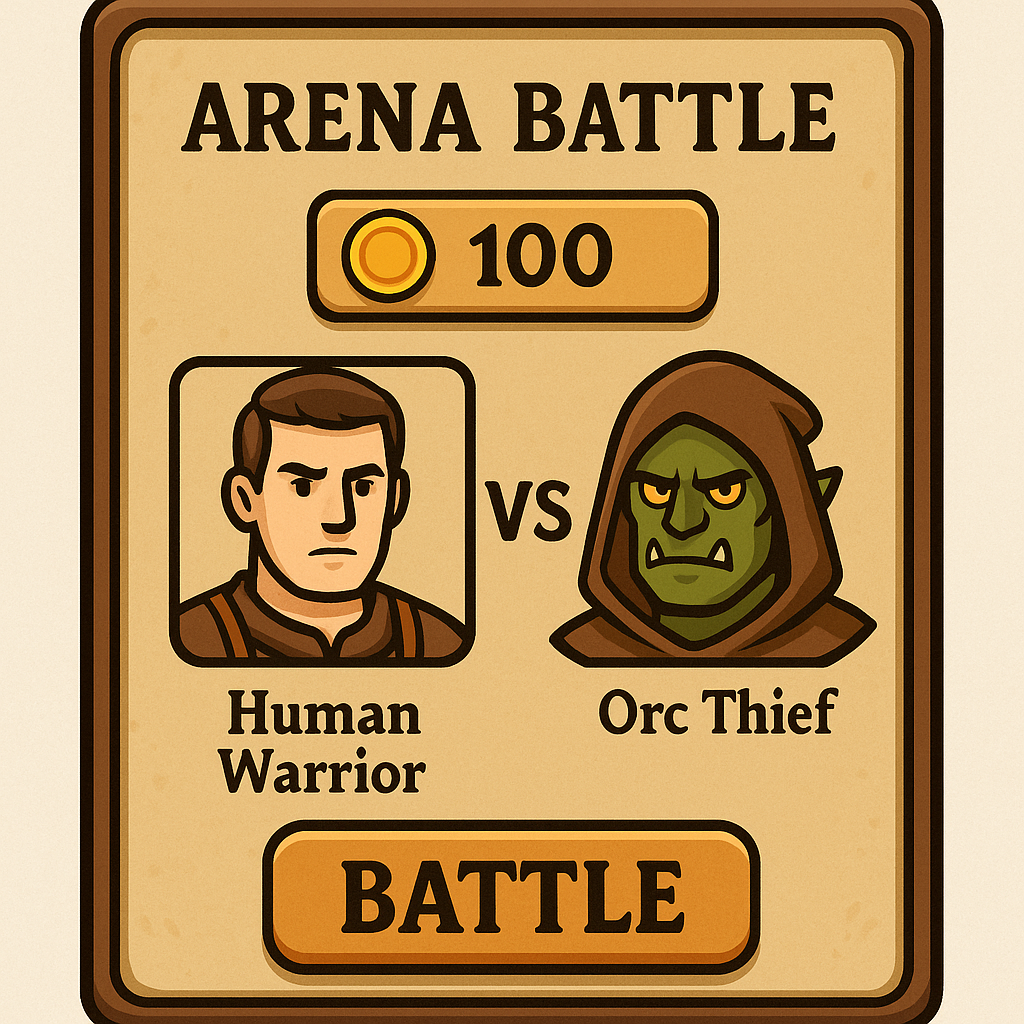 ARENA BATTLE
100
VS
Human
Warrior
Orc Thief
BATTLE